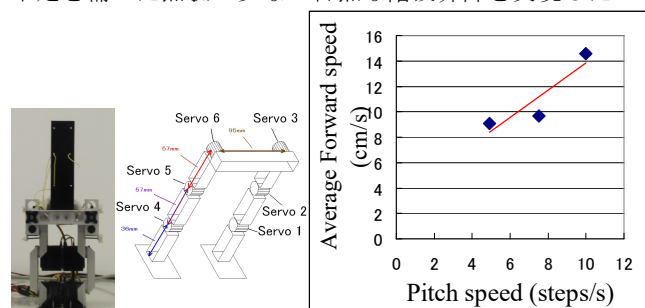 Servo 6
Servo 3
95mm
57mm
Servo 5
57mm
Servo 4
Servo 2
36mm
Servo 1
Average Forward speed
(cm/s)
16
14
12
10
8
6
4
2
0
0 2 4 6 8 10 12
Pitch speed (steps/s)